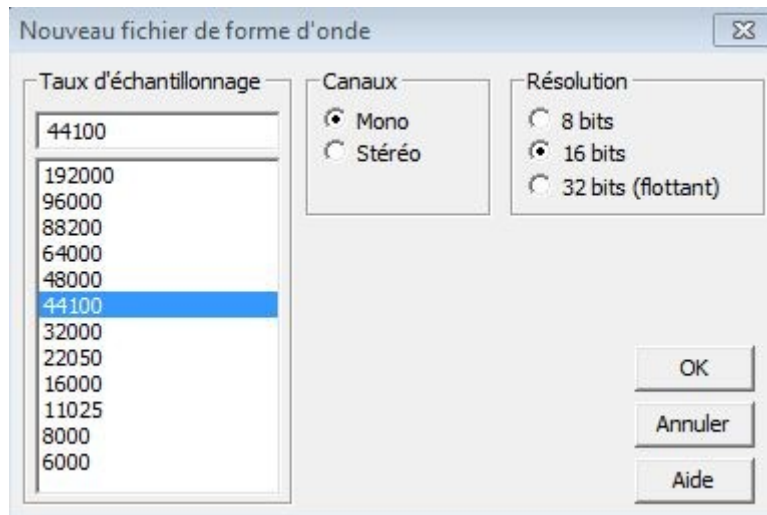 Nouveau fichier de forme d'onde
Taux d'échantillonnage
44100
192000
96000
88200
64000
48000
44100
32000
22050
16000
11025
8000
6000
Canaux
Mono
Stéréo
Résolution
8 bits
16 bits
32 bits (flottant)
OK
Annuler
Aide